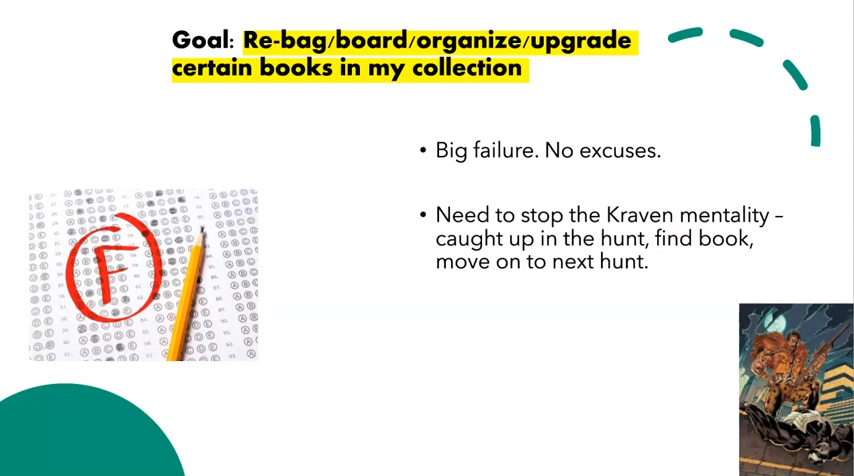 Goal: Re-bag/board/organize/upgrade
certain books in my collection
• Big failure. No excuses.
• Need to stop the Kraven mentality –
caught up in the hunt, find book,
move on to next hunt.
F